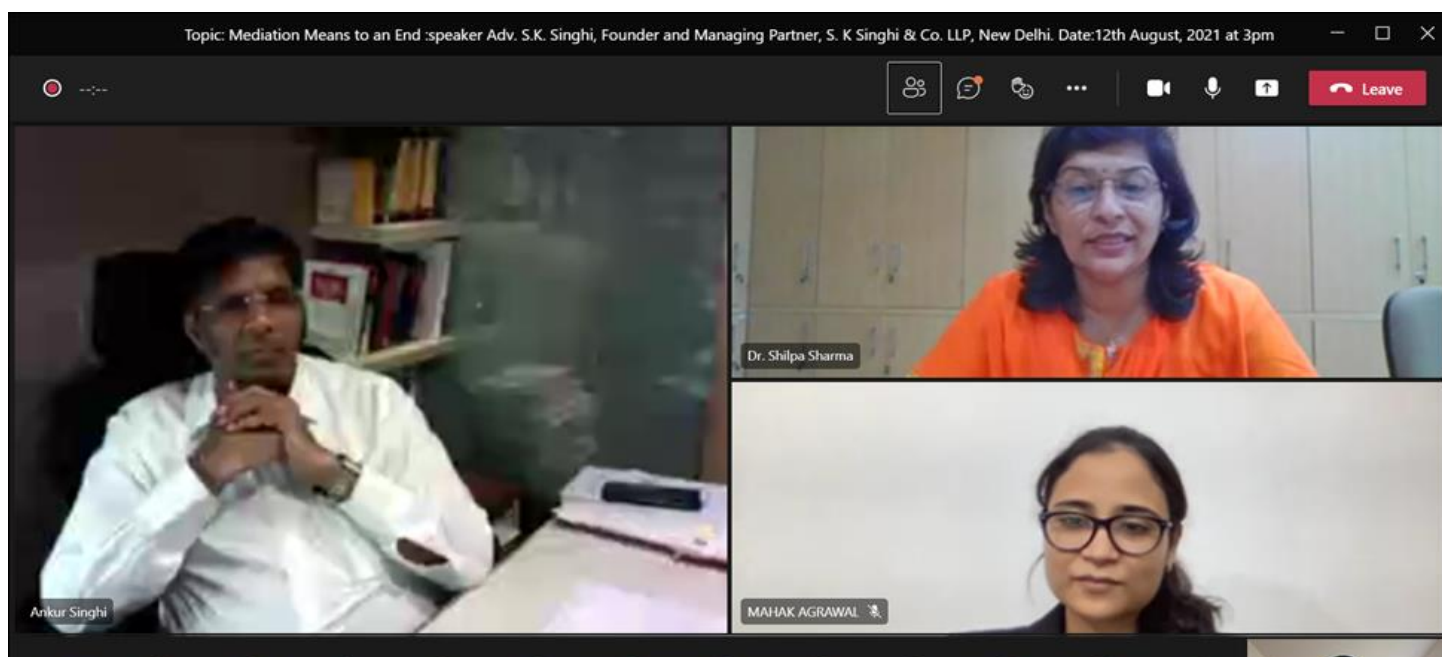 Topic: Mediation Means to an End :speaker Adv. S.K. Singhi, Founder and Managing Partner, S. K Singhi & Co. LLP, New Delhi. Date:12th August, 2021 at 3pm
--:--
Leave
Dr. Shilpa Sharma
Ankur Singhi
MAHAK AGRAWAL